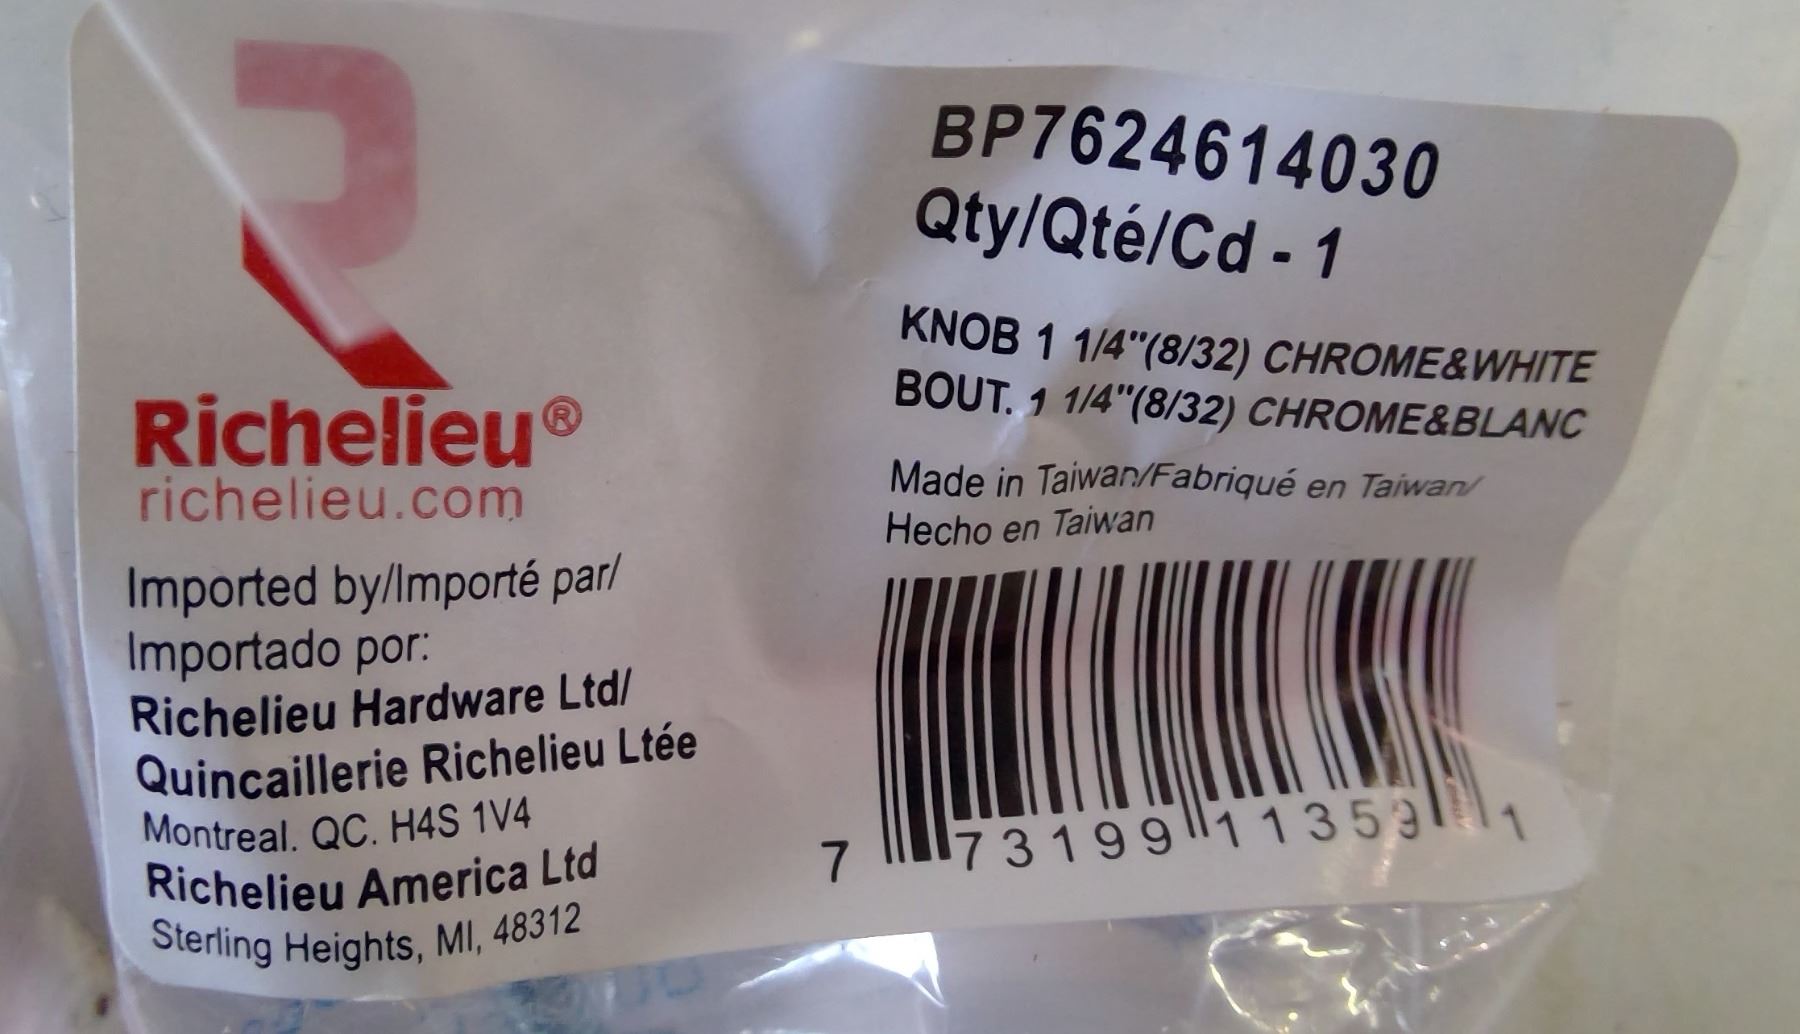 Richelieu®
richelieu.com
Imported by/Importé par/
Importado por:
Richelieu Hardware Ltd/
Quincaillerie Richelieu Ltée
Montreal. QC. H4S 1V4
Richelieu America Ltd
Sterling Heights, MI, 48312
BP7624614030
Qty/Qté/Cd - 1
KNOB 1 1/4"(8/32) CHROME&WHITE
BOUT. 1 1/4"(8/32) CHROME&BLANC
Made in Taiwan/Fabriqué en Taiwan/
Hecho en Taiwan
7 73199 11359 1